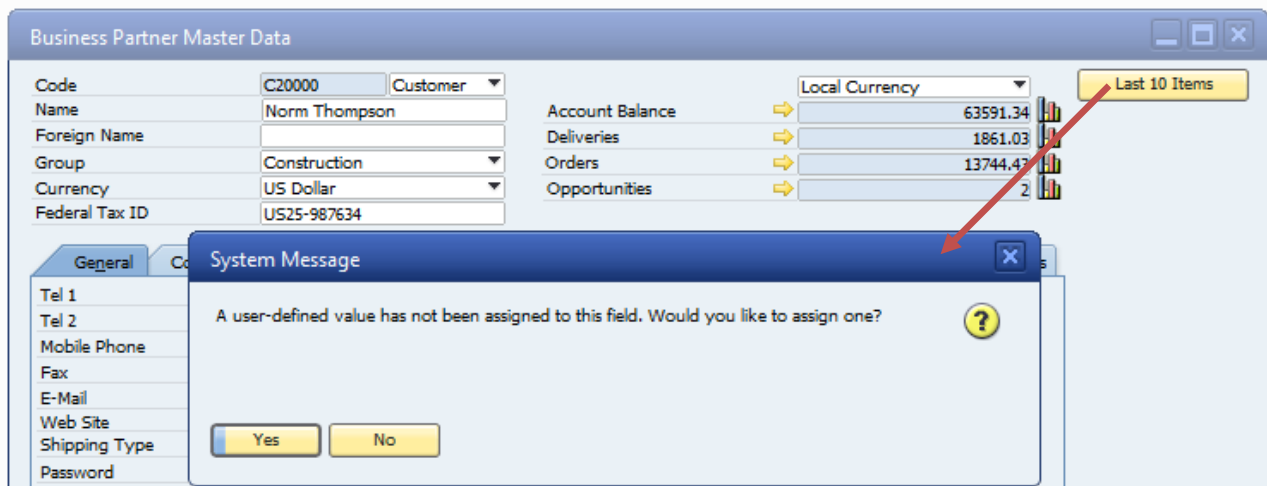 Business Partner Master Data
Code C20000 Customer Local Currency Last 10 Items
Name Norm Thompson Account Balance 63591.34
Foreign Name Deliveries 1861.03
Group Construction Orders 13744.43
Currency US Dollar Opportunities 2
Federal Tax ID US25-987634
General
System Message
Tel 1
A user-defined value has not been assigned to this field. Would you like to assign one?
Tel 2
Mobile Phone
Fax
E-Mail
Web Site
Shipping Type Yes No
Password